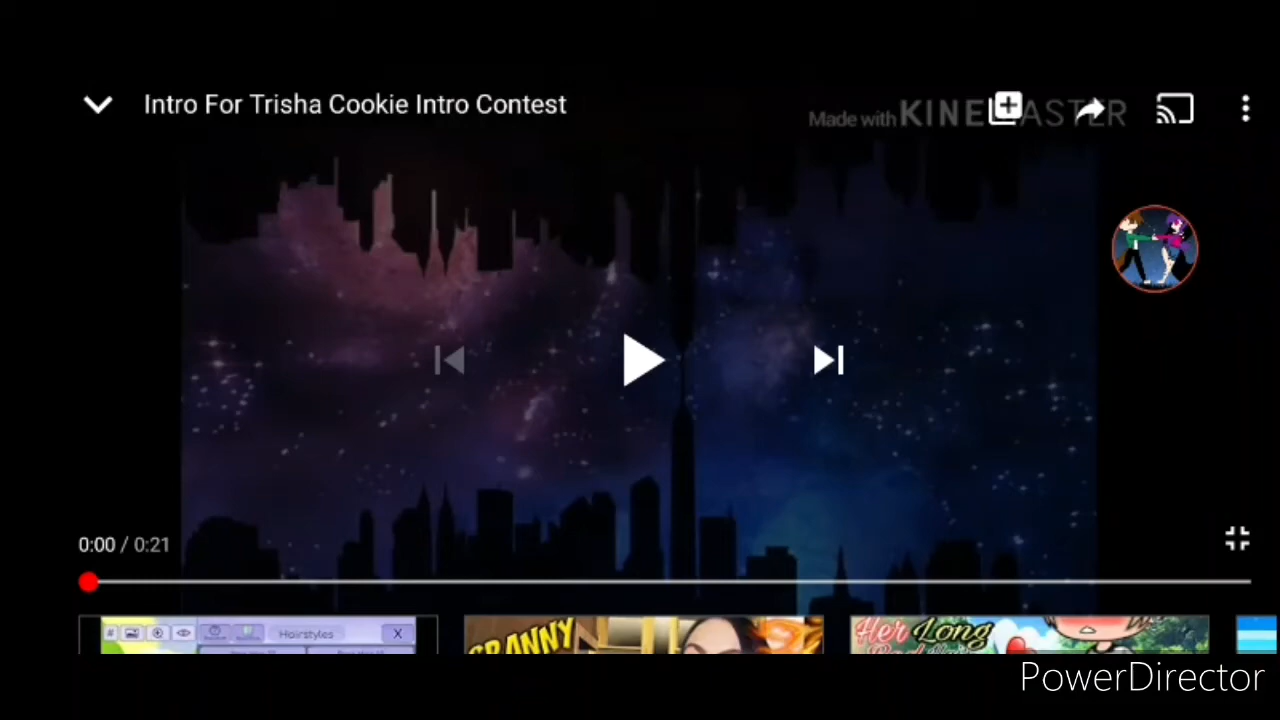 Intro For Trisha Cookie Intro Contest
Made with KINEMASTER
0:00 / 0:21
# Hairstyles X
GRANNY
Her Long
PowerDirector